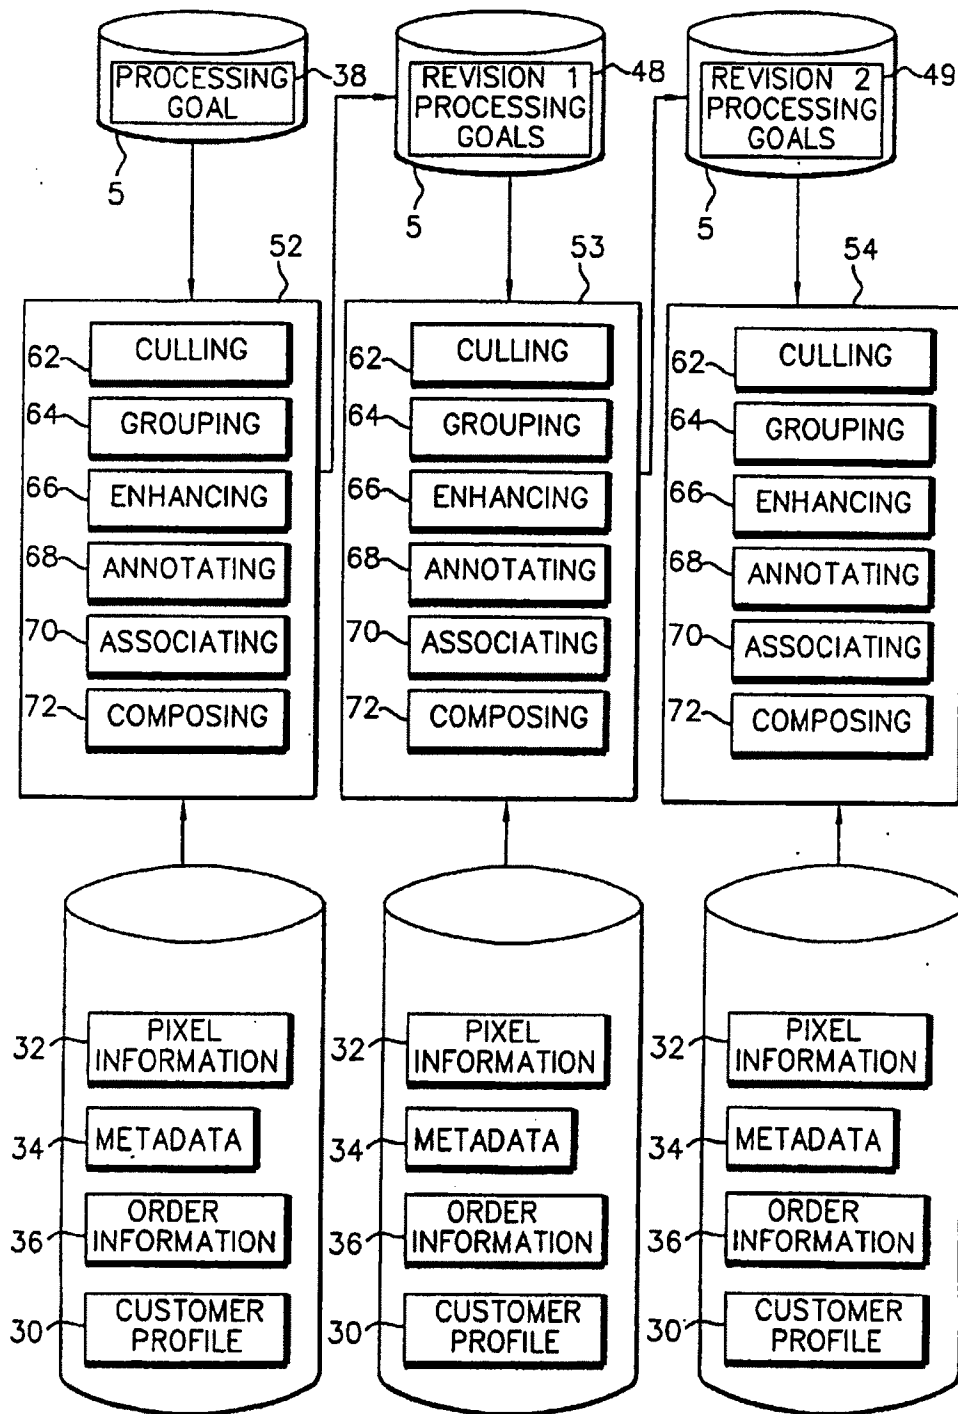 PROCESSING
GOAL
38
5
REVISION 1
PROCESSING
GOALS
48
5
REVISION 2
PROCESSING
GOALS
49
5
52
62 CULLING
64 GROUPING
66 ENHANCING
68 ANNOTATING
70 ASSOCIATING
72 COMPOSING
53
62 CULLING
64 GROUPING
66 ENHANCING
68 ANNOTATING
70 ASSOCIATING
72 COMPOSING
54
62 CULLING
64 GROUPING
66 ENHANCING
68 ANNOTATING
70 ASSOCIATING
72 COMPOSING
32 PIXEL
INFORMATION
34 METADATA
36 ORDER
INFORMATION
30 CUSTOMER
PROFILE
32 PIXEL
INFORMATION
34 METADATA
36 ORDER
INFORMATION
30 CUSTOMER
PROFILE
32 PIXEL
INFORMATION
34 METADATA
36 ORDER
INFORMATION
30 CUSTOMER
PROFILE